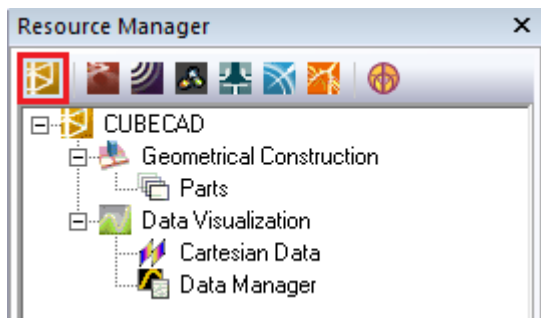 Resource Manager
CUBECAD
Geometrical Construction
Parts
Data Visualization
Cartesian Data
Data Manager